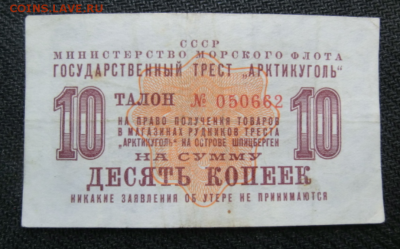 COINS.LAVE.RU
СССР
МИНИСТЕРСТВО МОРСКОГО ФЛОТА
ГОСУДАРСТВЕННЫЙ ТРЕСТ „АРКТИКУГОЛЬ"
10 ТАЛОН № 050662 10
НА ПРАВО ПОЛУЧЕНИЯ ТОВАРОВ
В МАГАЗИНАХ РУДНИКОВ ТРЕСТА
„АРКТИКУГОЛЬ" НА ОСТРОВЕ ШПИЦБЕРГЕН
НА СУММУ
ДЕСЯТЬ КОПЕЕК
НИКАКИЕ ЗАЯВЛЕНИЯ ОБ УТЕРЕ НЕ ПРИНИМАЮТСЯ